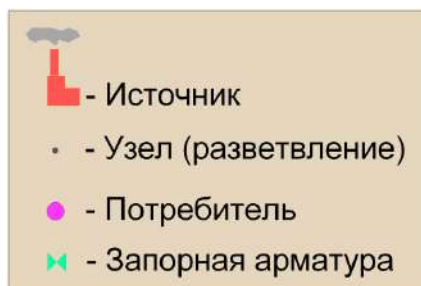 - Источник
- Узел (разветвление)
- Потребитель
- Запорная арматура